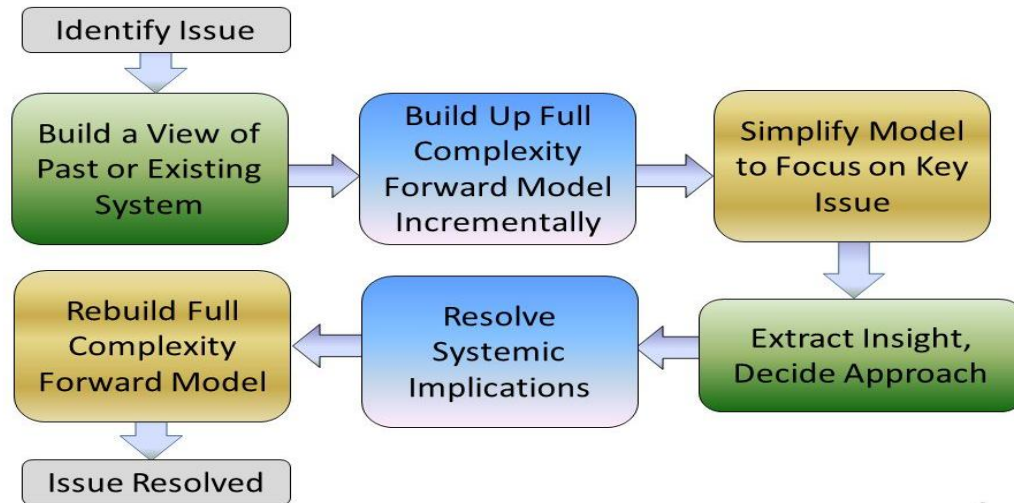 Identify Issue
Build a View of
Past or Existing
System
Build Up Full
Complexity
Forward Model
Incrementally
Simplify Model
to Focus on Key
Issue
Extract Insight,
Decide Approach
Resolve
Systemic
Implications
Rebuild Full
Complexity
Forward Model
Issue Resolved